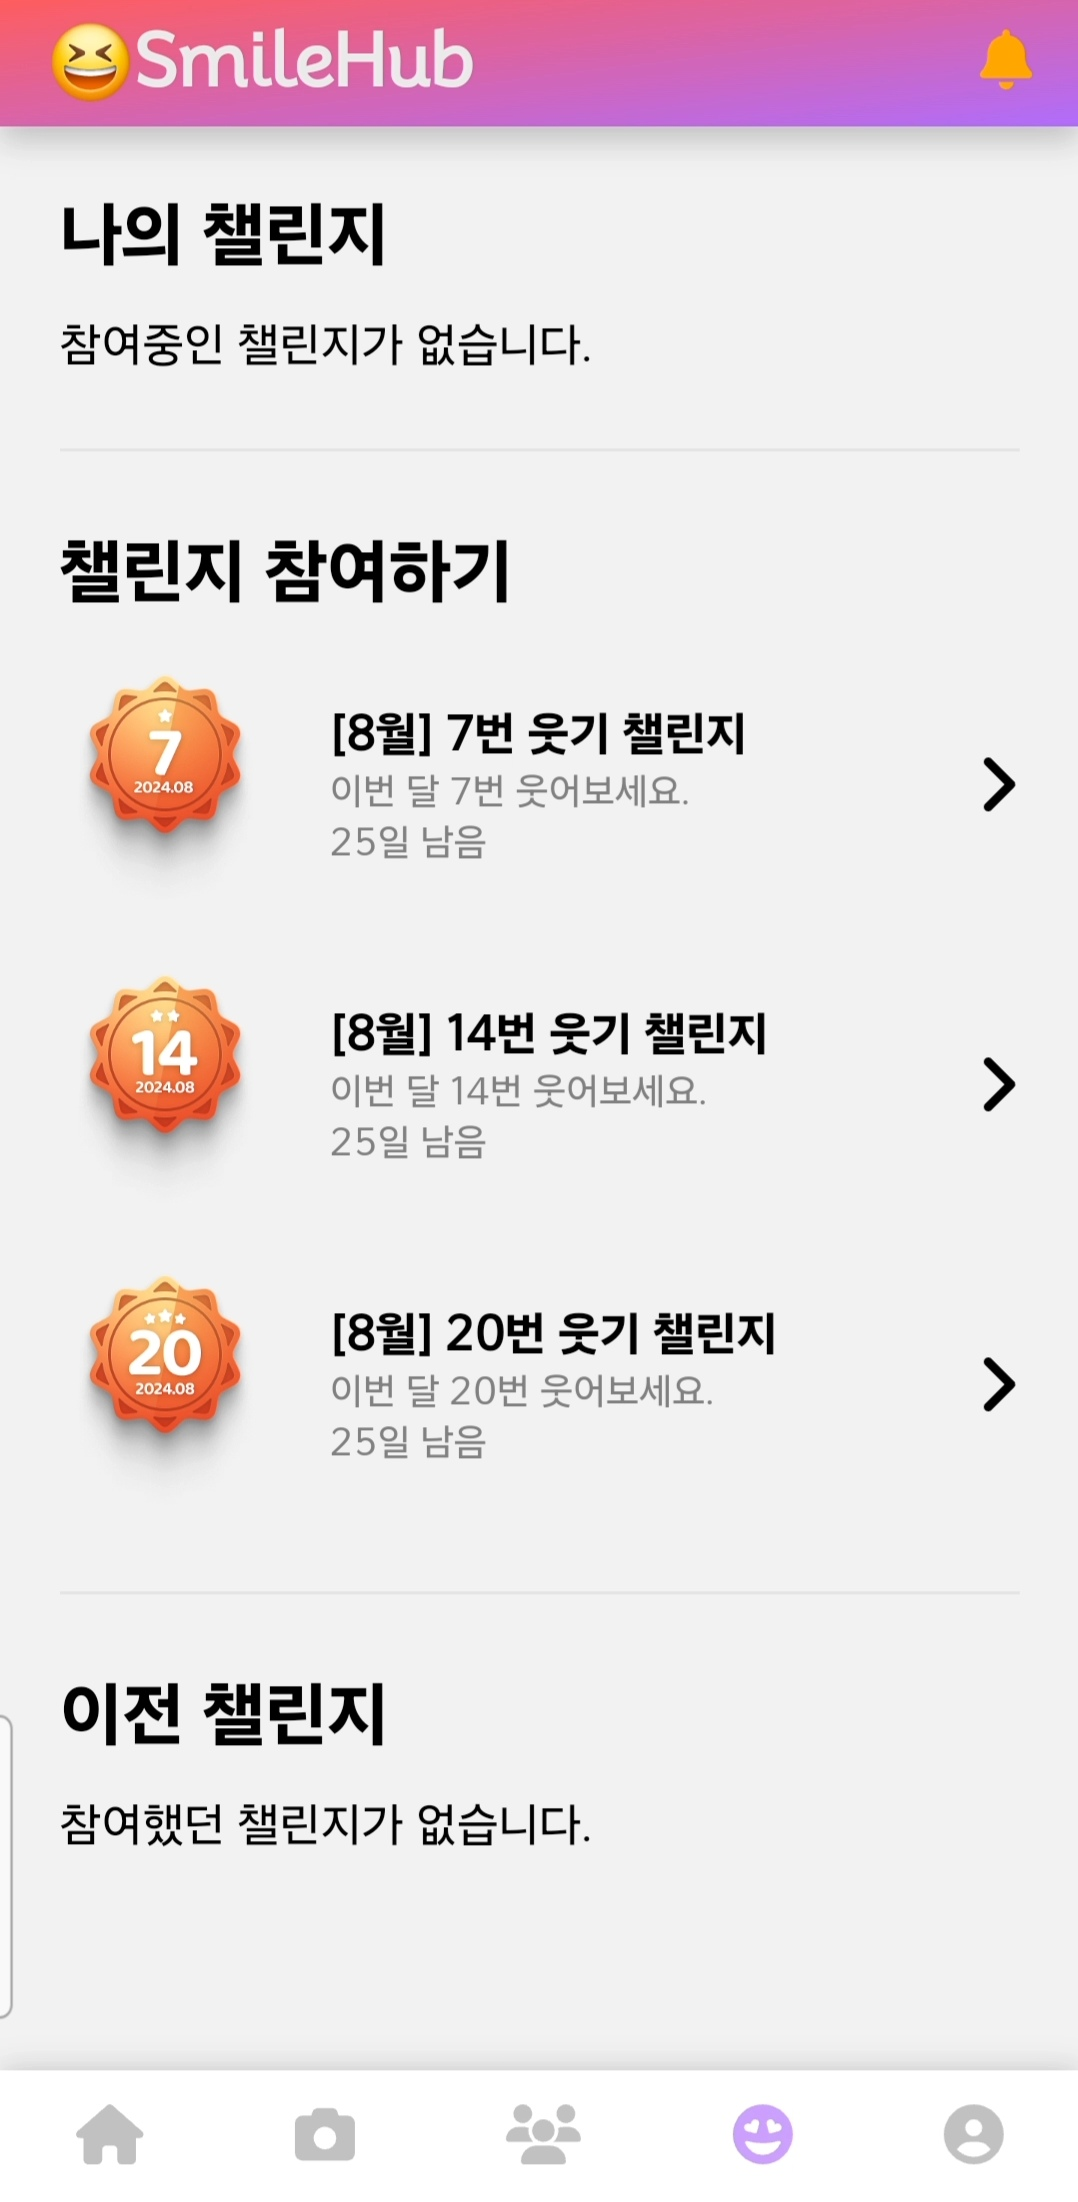 SmileHub
나의 챌린지
참여중인 챌린지가 없습니다.
챌린지 참여하기
7
2024.08
[8월] 7번 웃기 챌린지
이번 달 7번 웃어보세요.
25일 남음
14
2024.08
[8월] 14번 웃기 챌린지
이번 달 14번 웃어보세요.
25일 남음
20
2024.08
[8월] 20번 웃기 챌린지
이번 달 20번 웃어보세요.
25일 남음
이전 챌린지
참여했던 챌린지가 없습니다.